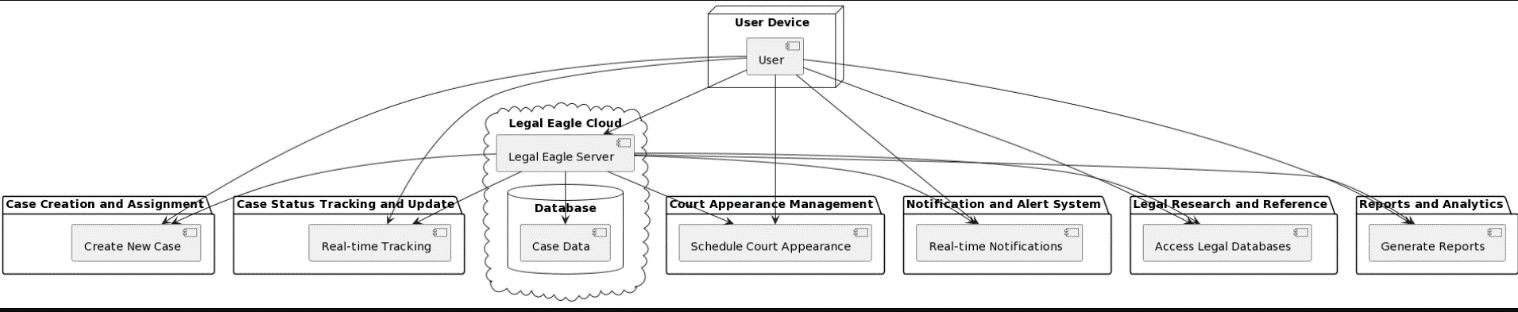 User Device
User
Legal Eagle Cloud
Legal Eagle Server
Case Creation and Assignment
Case Status Tracking and Update
Database
Court Appearance Management
Notification and Alert System
Legal Research and Reference
Reports and Analytics
Create New Case
Real-time Tracking
Case Data
Schedule Court Appearance
Real-time Notifications
Access Legal Databases
Generate Reports